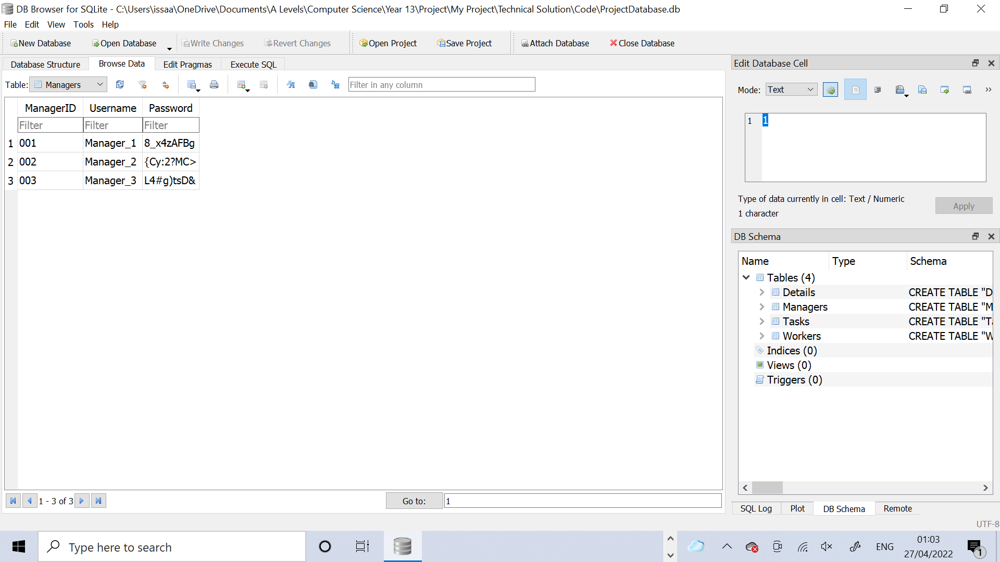 DB Browser for SQLite - C:\Users\issaa\OneDrive\Documents\A Levels\Computer Science\Year 13\Project\My Project\Technical Solution\Code\ProjectDatabase.db
File Edit View Tools Help
New Database Open Database Write Changes Revert Changes Open Project Save Project Attach Database Close Database
Database Structure Browse Data Edit Pragmas Execute SQL
Table: Managers Filter in any column
ManagerID Username Password
Filter Filter Filter
1 001 Manager_1 8_x4zAFBg
2 002 Manager_2 {Cy:2?MC>
3 003 Manager_3 L4#g)tsD&
1 - 3 of 3 Go to: 1
Edit Database Cell
Mode: Text
1 1
Type of data currently in cell: Text / Numeric
1 character
Apply
DB Schema
Name Type Schema
Tables (4)
Details CREATE TABLE "D
Managers CREATE TABLE "M
Tasks CREATE TABLE "Ta
Workers CREATE TABLE "W
Indices (0)
Views (0)
Triggers (0)
SQL Log Plot DB Schema Remote
UTF-8
Type here to search
ENG
01:03
27/04/2022
1